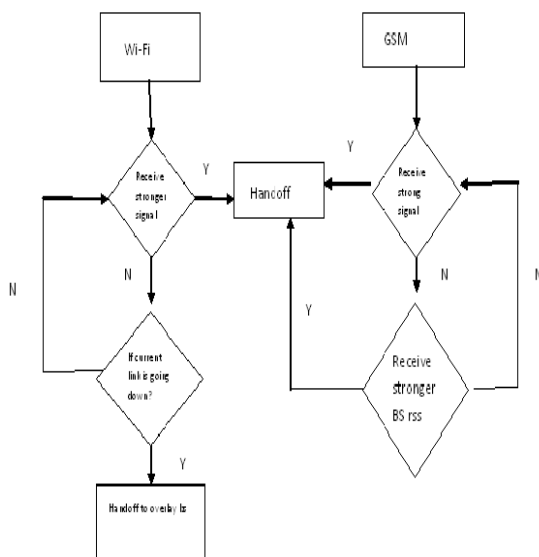 Wi-Fi
GSM
Receive
stronger
signal
Y
Handoff
Y
Receive
strong
signal
N
N
N
N
Y
If current
link is going
down?
Receive
stronger
BS rss
Y
Handoff to overlay bs